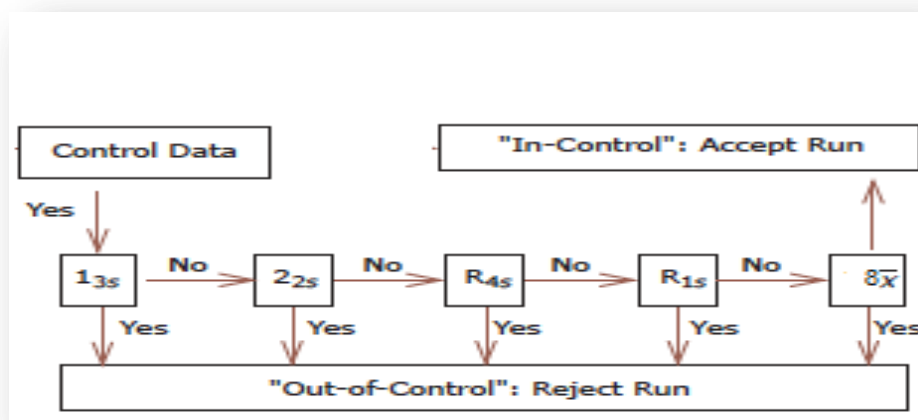 Control Data
"In-Control": Accept Run
Yes
1₃ₛ
No
2₂ₛ
No
R₄ₛ
No
R₁ₛ
No
8x̅
Yes
Yes
Yes
Yes
Yes
"Out-of-Control": Reject Run